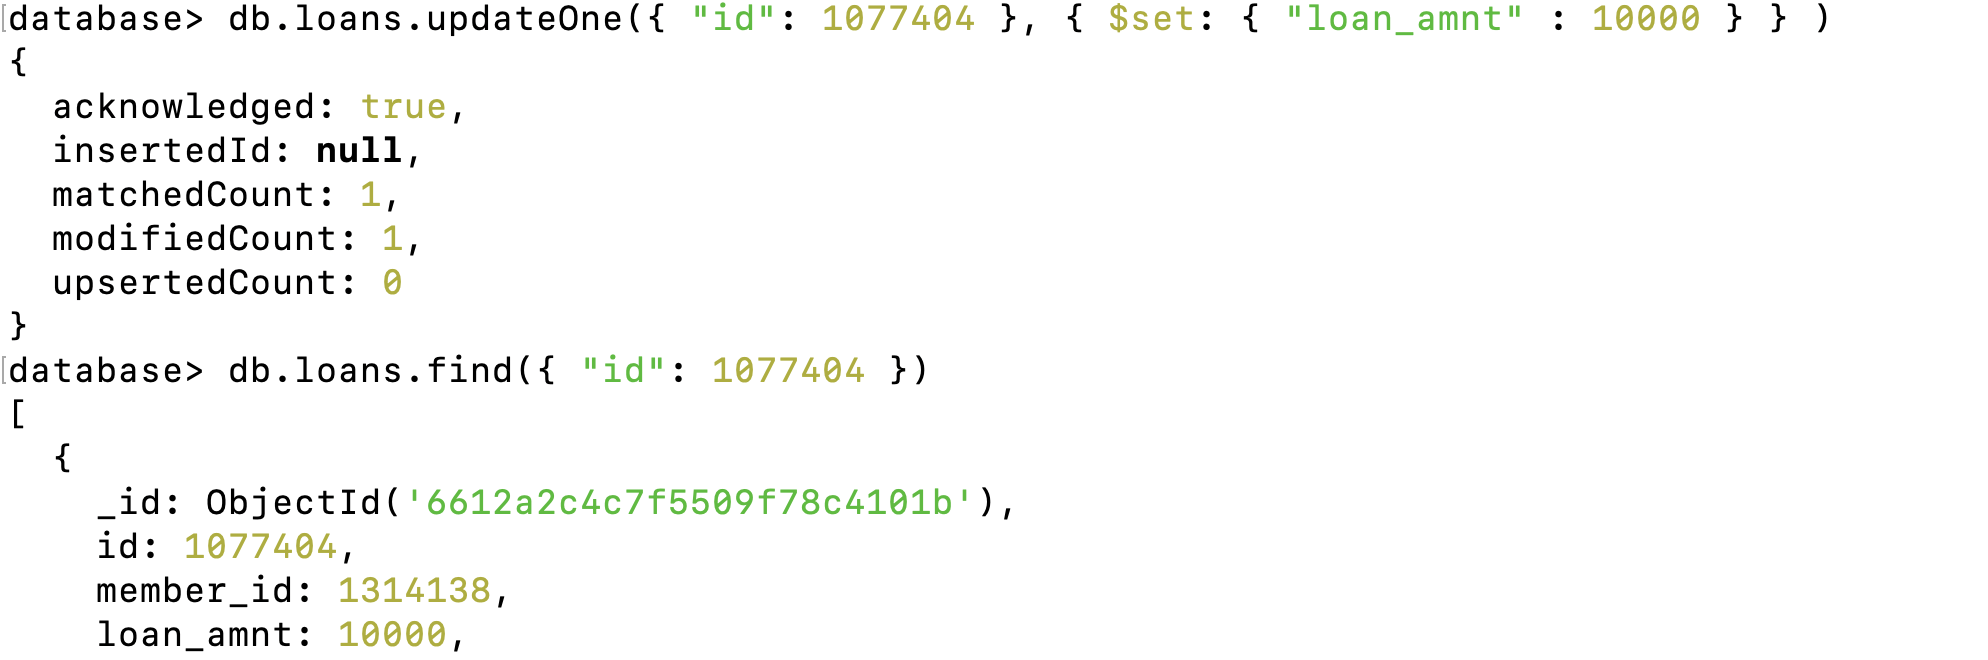 database> db.loans.updateOne({ "id": 1077404 }, { $set: { "loan_amnt" : 10000 } } )
{
  acknowledged: true,
  insertedId: null,
  matchedCount: 1,
  modifiedCount: 1,
  upsertedCount: 0
}
database> db.loans.find({ "id": 1077404 })
[
  {
    _id: ObjectId('6612a2c4c7f5509f78c4101b'),
    id: 1077404,
    member_id: 1314138,
    loan_amnt: 10000,